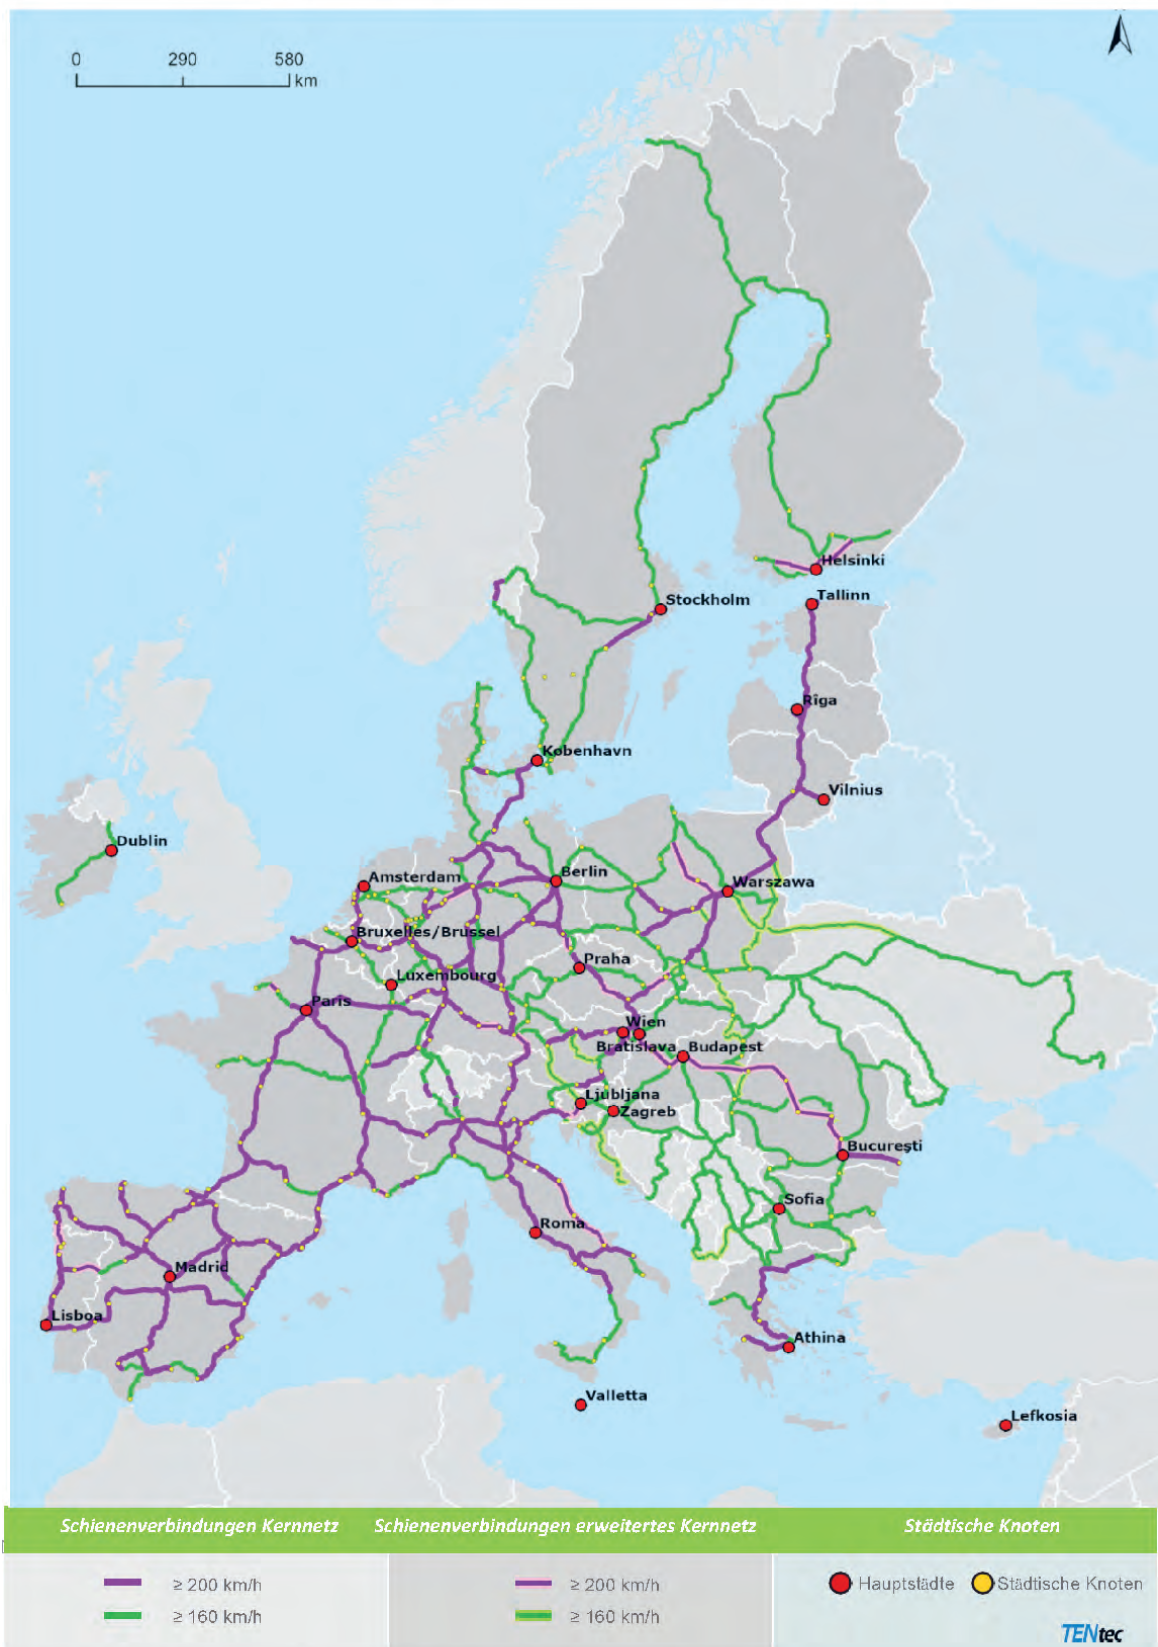 0 290 580
km
Helsinki
Tallinn
Stockholm
Rīga
København
Vilnius
Dublin
Berlin
Amsterdam
Warszawa
Bruxelles/Brussel
Praha
Luxembourg
Paris
Wien
Bratislava
Budapest
Ljubljana
Zagreb
Bucureşti
Sofia
Roma
Madrid
Lisboa
Athina
Valletta
Lefkosia
Schienenverbindungen Kernnetz Schienenverbindungen erweitertes Kernnetz Städtische Knoten
≥ 200 km/h ≥ 200 km/h Hauptstädte Städtische Knoten
≥ 160 km/h ≥ 160 km/h
TENtec